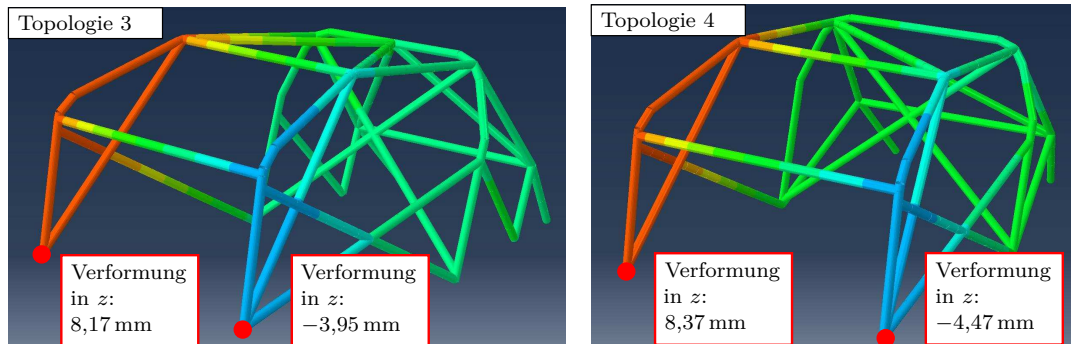 Topologie 3
Verformung
in z:
8,17 mm
Verformung
in z:
−3,95 mm
Topologie 4
Verformung
in z:
8,37 mm
Verformung
in z:
−4,47 mm